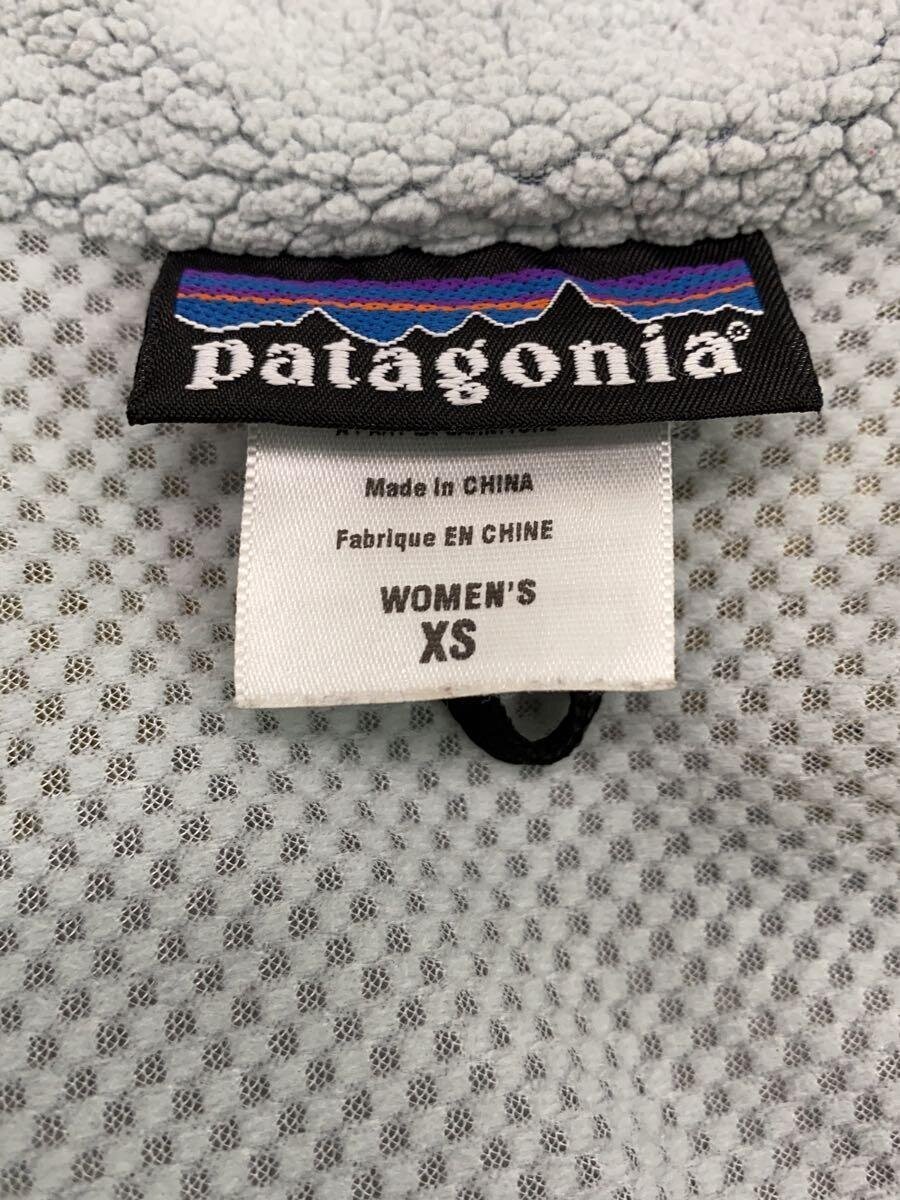 patagonia®
Made in CHINA
Fabrique EN CHINE
WOMEN'S
XS